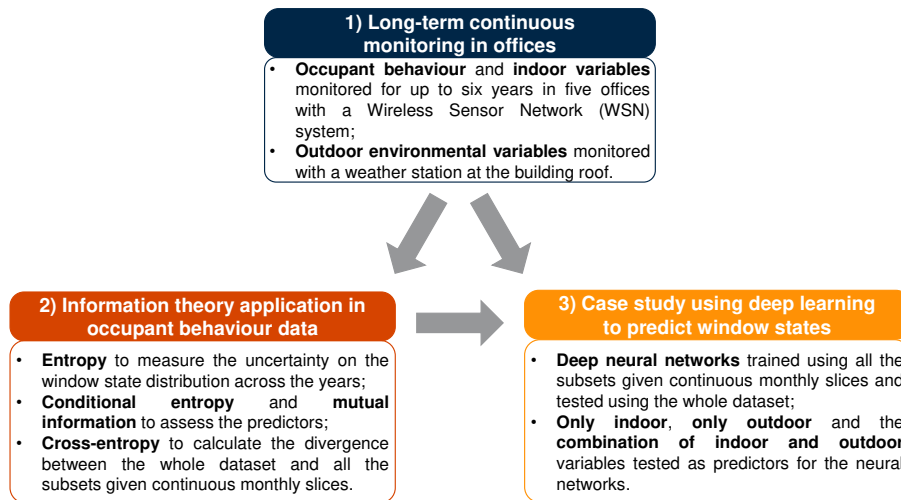 1) Long-term continuous
monitoring in offices
• Occupant behaviour and indoor variables
monitored for up to six years in five offices
with a Wireless Sensor Network (WSN)
system;
• Outdoor environmental variables monitored
with a weather station at the building roof.
2) Information theory application in
occupant behaviour data
• Entropy to measure the uncertainty on the
window state distribution across the years;
• Conditional entropy and mutual
information to assess the predictors;
• Cross-entropy to calculate the divergence
between the whole dataset and all the
subsets given continuous monthly slices.
3) Case study using deep learning
to predict window states
• Deep neural networks trained using all the
subsets given continuous monthly slices and
tested using the whole dataset;
• Only indoor, only outdoor and the
combination of indoor and outdoor
variables tested as predictors for the neural
networks.